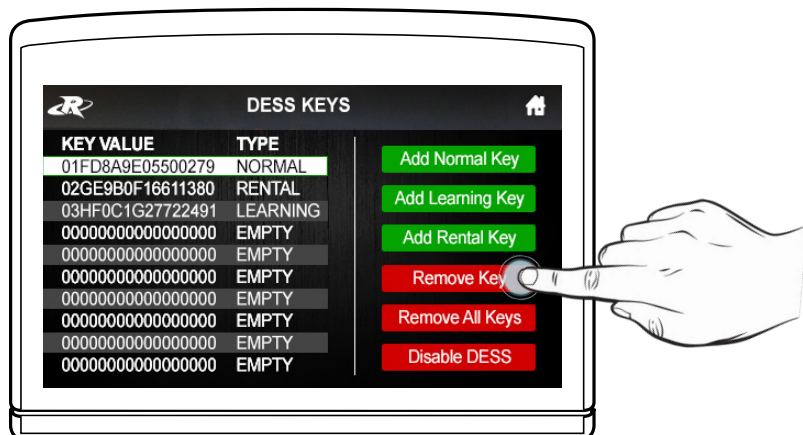 R
DESS KEYS
KEY VALUE TYPE
01FD8A9E05500279 NORMAL
02GE9B0F16611380 RENTAL
03HF0C1G27722491 LEARNING
0000000000000000 EMPTY
0000000000000000 EMPTY
0000000000000000 EMPTY
0000000000000000 EMPTY
0000000000000000 EMPTY
0000000000000000 EMPTY
0000000000000000 EMPTY
Add Normal Key
Add Learning Key
Add Rental Key
Remove Key
Remove All Keys
Disable DESS